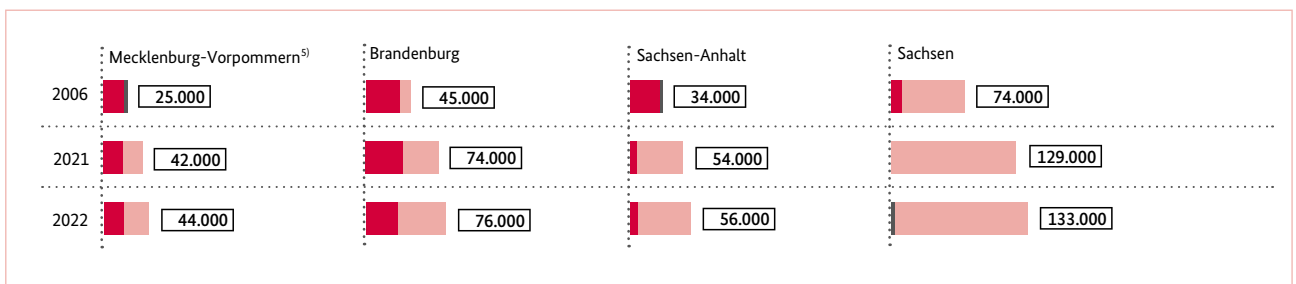 Mecklenburg-Vorpommern5) Brandenburg Sachsen-Anhalt Sachsen
2006 25.000 45.000 34.000 74.000
2021 42.000 74.000 54.000 129.000
2022 44.000 76.000 56.000 133.000